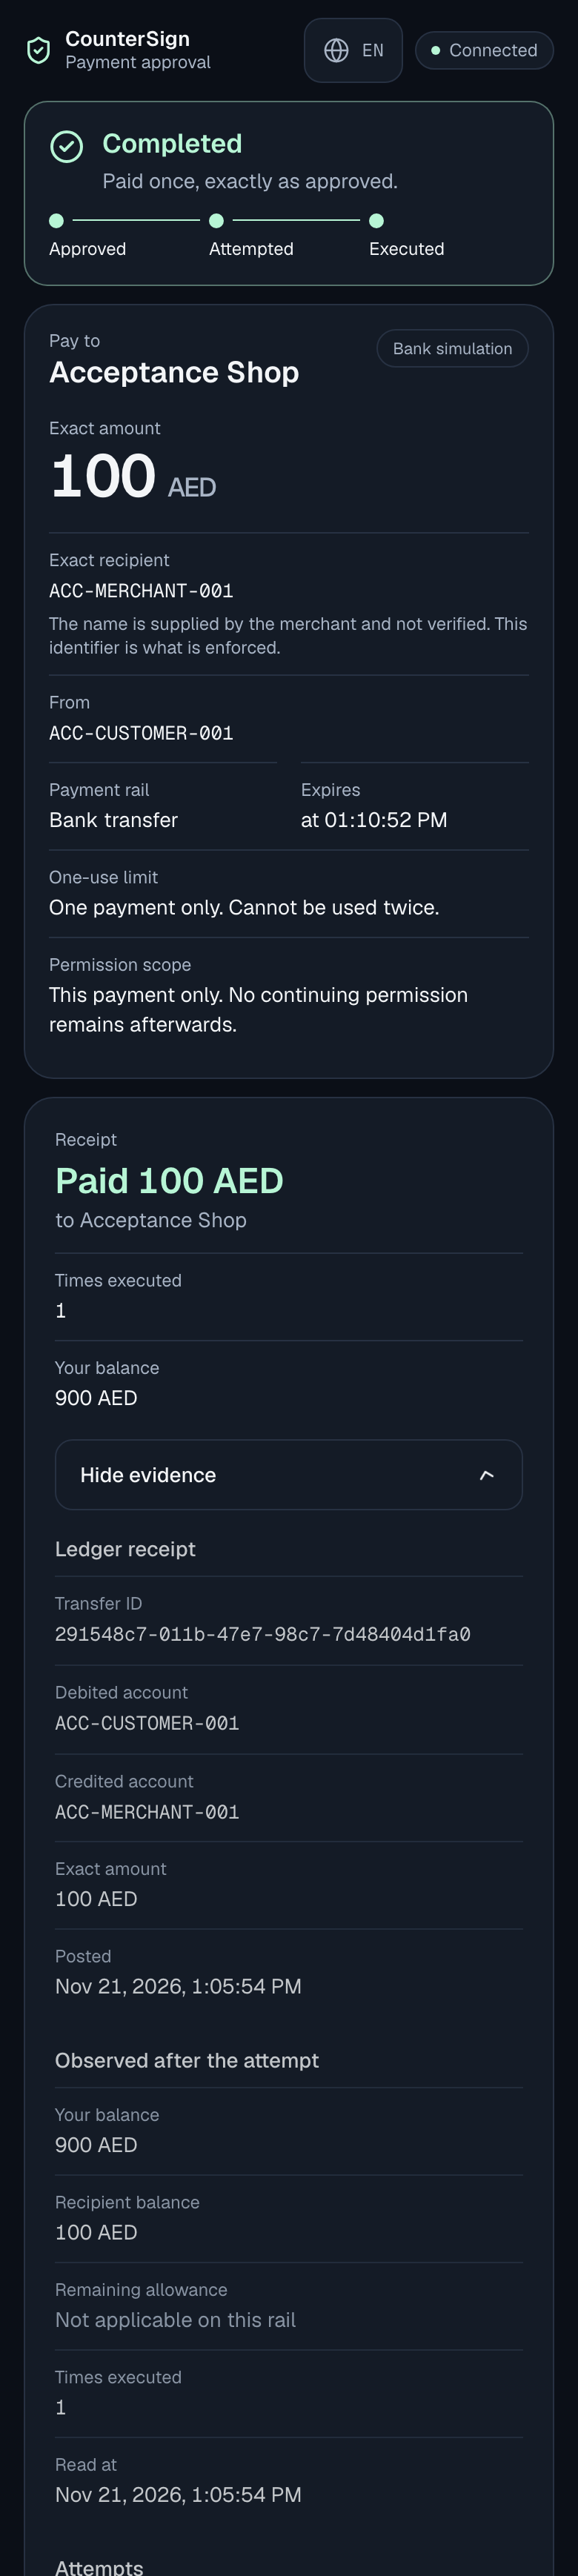 CounterSign
Payment approval
EN
Connected
Completed
Paid once, exactly as approved.
Approved
Attempted
Executed
Pay to
Bank simulation
Acceptance Shop
Exact amount
100 AED
Exact recipient
ACC-MERCHANT-001
The name is supplied by the merchant and not verified. This
identifier is what is enforced.
From
ACC-CUSTOMER-001
Payment rail
Bank transfer
Expires
at 01:10:52 PM
One-use limit
One payment only. Cannot be used twice.
Permission scope
This payment only. No continuing permission
remains afterwards.
Receipt
Paid 100 AED
to Acceptance Shop
Times executed
1
Your balance
900 AED
Hide evidence
Ledger receipt
Transfer ID
291548c7-011b-47e7-98c7-7d48404d1fa0
Debited account
ACC-CUSTOMER-001
Credited account
ACC-MERCHANT-001
Exact amount
100 AED
Posted
Nov 21, 2026, 1:05:54 PM
Observed after the attempt
Your balance
900 AED
Recipient balance
100 AED
Remaining allowance
Not applicable on this rail
Times executed
1
Read at
Nov 21, 2026, 1:05:54 PM
Attempts